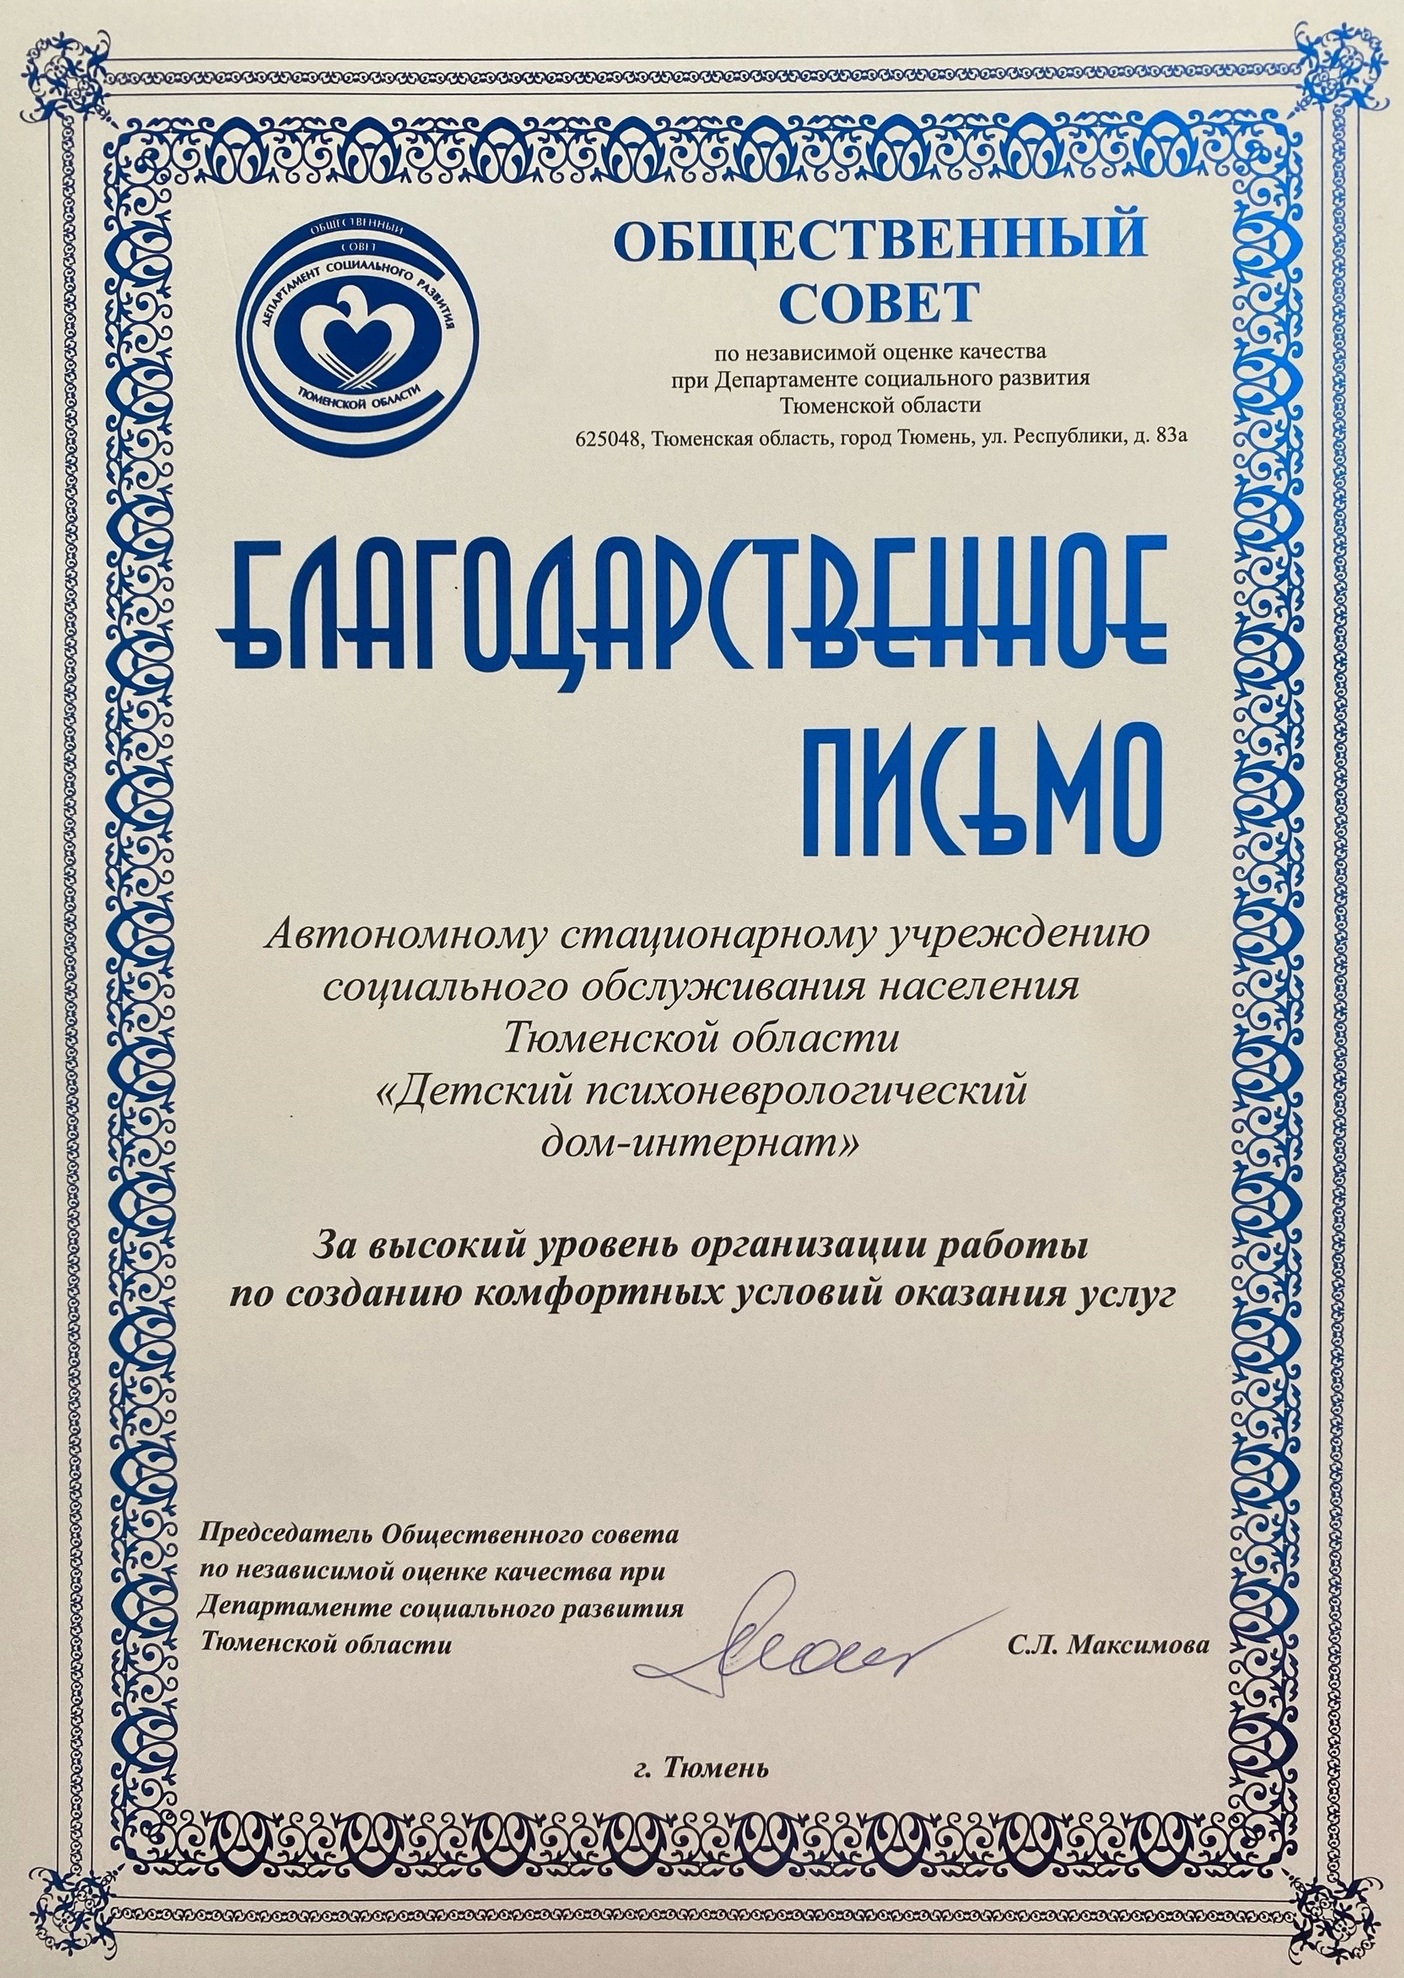 ОБЩЕСТВЕННЫЙ
СОВЕТ
ДЕПАРТАМЕНТ СОЦИАЛЬНОГО РАЗВИТИЯ
ТЮМЕНСКОЙ ОБЛАСТИ
ОБЩЕСТВЕННЫЙ
СОВЕТ
по независимой оценке качества
при Департаменте социального развития
Тюменской области
625048, Тюменская область, город Тюмень, ул. Республики, д. 83а
БЛАГОДАРСТВЕННОЕ
ПИСЬМО
Автономному стационарному учреждению
социального обслуживания населения
Тюменской области
«Детский психоневрологический
дом-интернат»
За высокий уровень организации работы
по созданию комфортных условий оказания услуг
Председатель Общественного совета
по независимой оценке качества при
Департаменте социального развития
Тюменской области
С.Л. Максимова
г. Тюмень